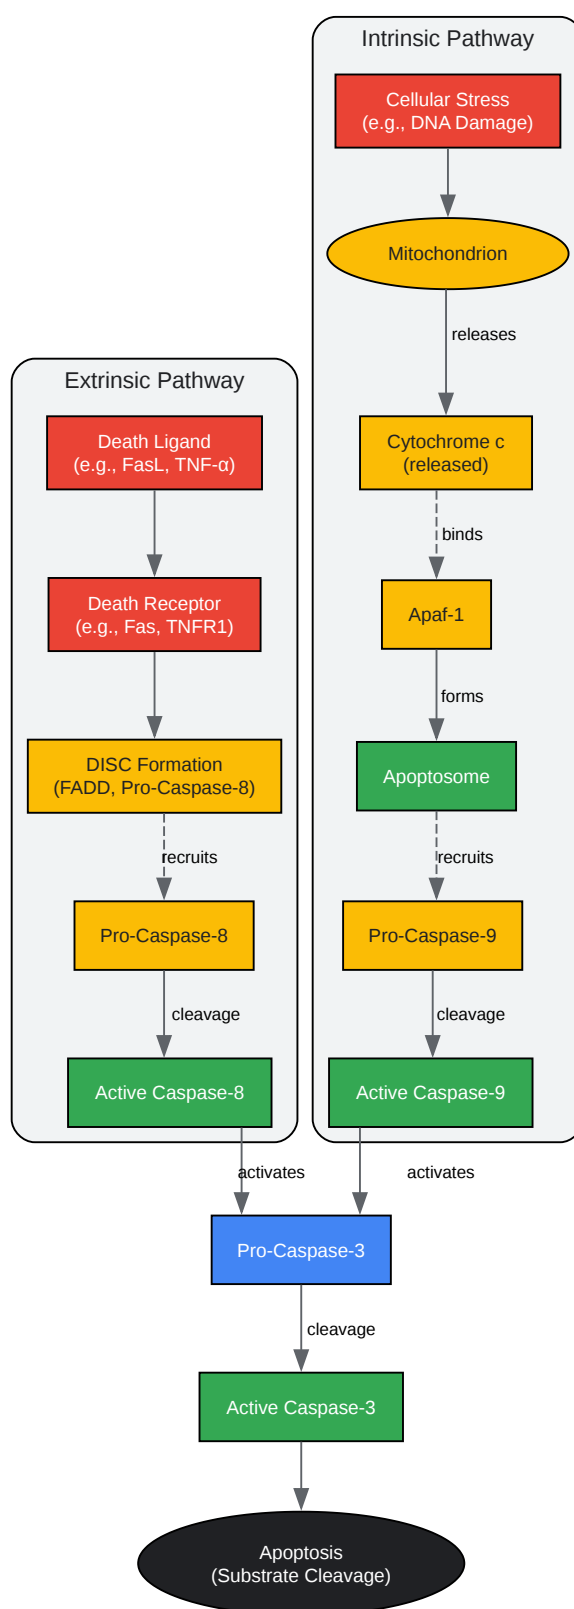 Intrinsic Pathway
Cellular Stress
(e.g., DNA Damage)
Mitochondrion
releases
Cytochrome c
(released)
binds
Apaf-1
forms
Apoptosome
recruits
Pro-Caspase-9
cleavage
Active Caspase-9
activates
Extrinsic Pathway
Death Ligand
(e.g., FasL, TNF-α)
Death Receptor
(e.g., Fas, TNFR1)
DISC Formation
(FADD, Pro-Caspase-8)
recruits
Pro-Caspase-8
cleavage
Active Caspase-8
activates
Pro-Caspase-3
cleavage
Active Caspase-3
Apoptosis
(Substrate Cleavage)